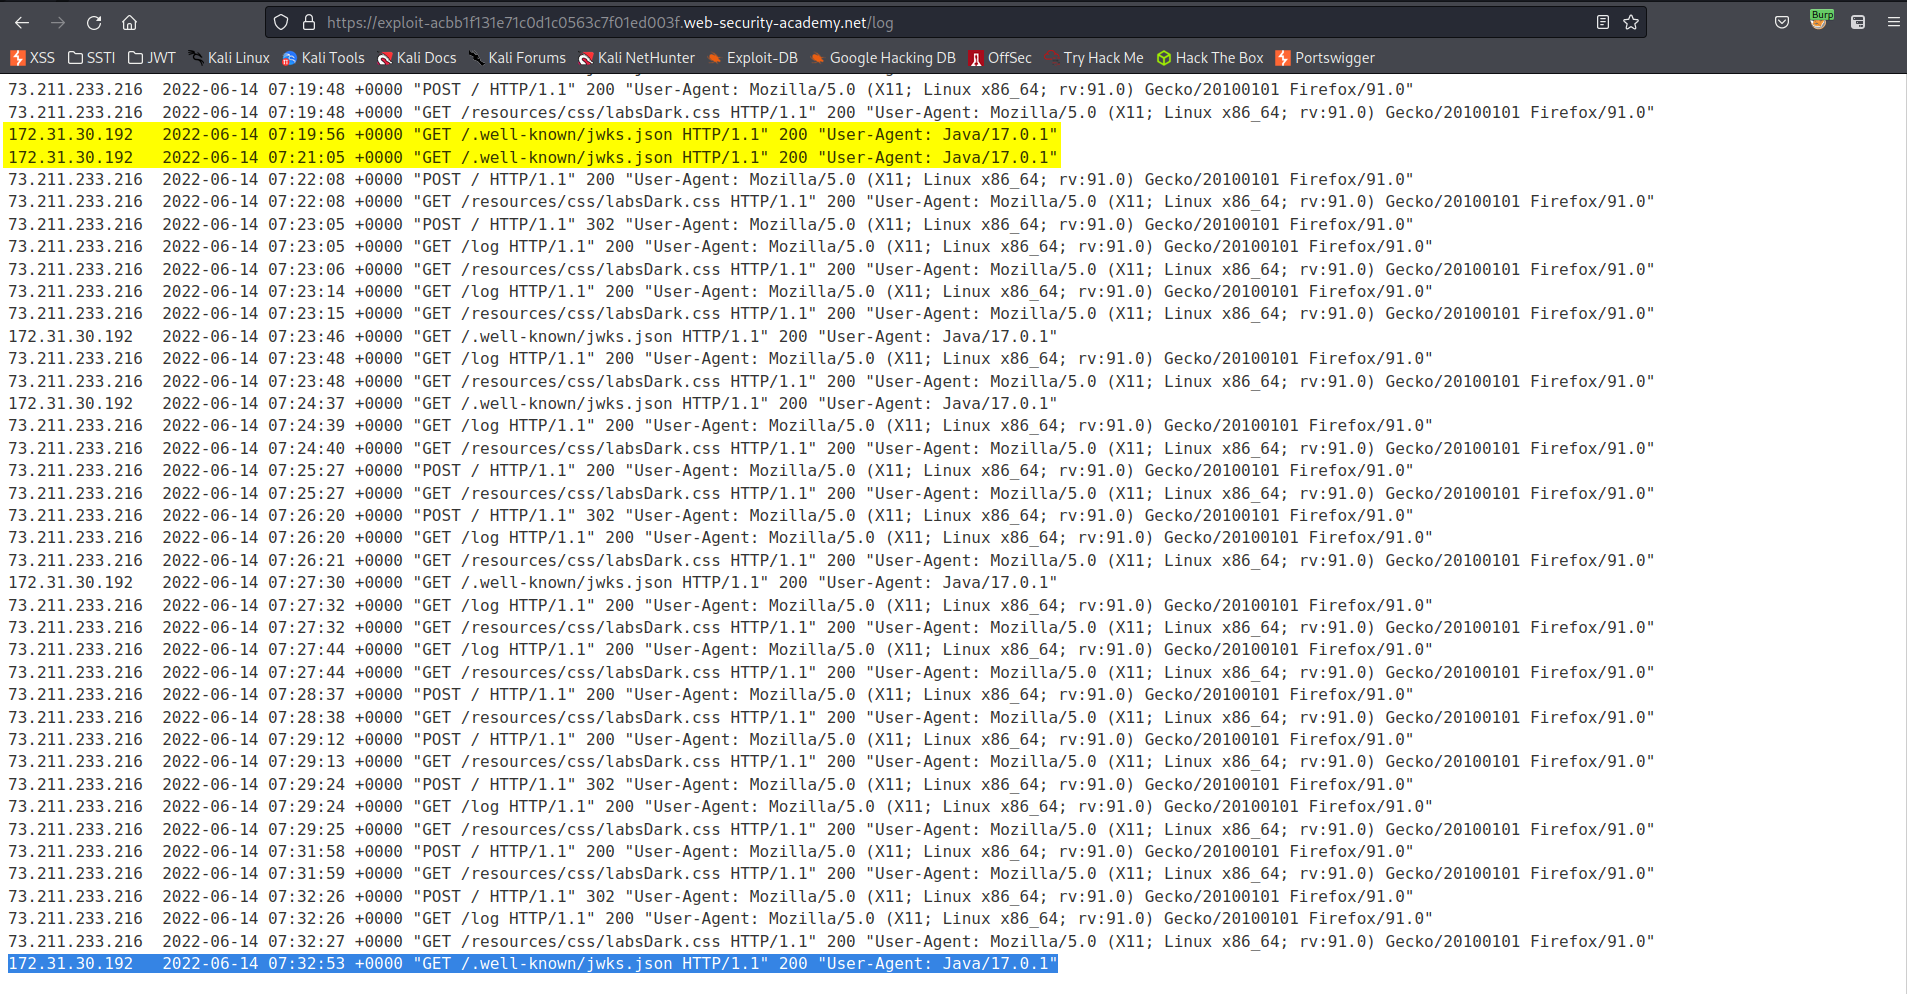 https://exploit-acbb1f131e71c0d1c0563c7f01ed003f.web-security-academy.net/log
Burp
XSS SSTI JWT Kali Linux Kali Tools Kali Docs Kali Forums Kali NetHunter Exploit-DB Google Hacking DB OffSec Try Hack Me Hack The Box Portswigger
73.211.233.216 2022-06-14 07:19:48 +0000 "POST / HTTP/1.1" 200 "User-Agent: Mozilla/5.0 (X11; Linux x86_64; rv:91.0) Gecko/20100101 Firefox/91.0"
73.211.233.216 2022-06-14 07:19:48 +0000 "GET /resources/css/labsDark.css HTTP/1.1" 200 "User-Agent: Mozilla/5.0 (X11; Linux x86_64; rv:91.0) Gecko/20100101 Firefox/91.0"
172.31.30.192 2022-06-14 07:19:56 +0000 "GET /.well-known/jwks.json HTTP/1.1" 200 "User-Agent: Java/17.0.1"
172.31.30.192 2022-06-14 07:21:05 +0000 "GET /.well-known/jwks.json HTTP/1.1" 200 "User-Agent: Java/17.0.1"
73.211.233.216 2022-06-14 07:22:08 +0000 "POST / HTTP/1.1" 200 "User-Agent: Mozilla/5.0 (X11; Linux x86_64; rv:91.0) Gecko/20100101 Firefox/91.0"
73.211.233.216 2022-06-14 07:22:08 +0000 "GET /resources/css/labsDark.css HTTP/1.1" 200 "User-Agent: Mozilla/5.0 (X11; Linux x86_64; rv:91.0) Gecko/20100101 Firefox/91.0"
73.211.233.216 2022-06-14 07:23:05 +0000 "POST / HTTP/1.1" 302 "User-Agent: Mozilla/5.0 (X11; Linux x86_64; rv:91.0) Gecko/20100101 Firefox/91.0"
73.211.233.216 2022-06-14 07:23:05 +0000 "GET /log HTTP/1.1" 200 "User-Agent: Mozilla/5.0 (X11; Linux x86_64; rv:91.0) Gecko/20100101 Firefox/91.0"
73.211.233.216 2022-06-14 07:23:06 +0000 "GET /resources/css/labsDark.css HTTP/1.1" 200 "User-Agent: Mozilla/5.0 (X11; Linux x86_64; rv:91.0) Gecko/20100101 Firefox/91.0"
73.211.233.216 2022-06-14 07:23:14 +0000 "GET /log HTTP/1.1" 200 "User-Agent: Mozilla/5.0 (X11; Linux x86_64; rv:91.0) Gecko/20100101 Firefox/91.0"
73.211.233.216 2022-06-14 07:23:15 +0000 "GET /resources/css/labsDark.css HTTP/1.1" 200 "User-Agent: Mozilla/5.0 (X11; Linux x86_64; rv:91.0) Gecko/20100101 Firefox/91.0"
172.31.30.192 2022-06-14 07:23:46 +0000 "GET /.well-known/jwks.json HTTP/1.1" 200 "User-Agent: Java/17.0.1"
73.211.233.216 2022-06-14 07:23:48 +0000 "GET /log HTTP/1.1" 200 "User-Agent: Mozilla/5.0 (X11; Linux x86_64; rv:91.0) Gecko/20100101 Firefox/91.0"
73.211.233.216 2022-06-14 07:23:48 +0000 "GET /resources/css/labsDark.css HTTP/1.1" 200 "User-Agent: Mozilla/5.0 (X11; Linux x86_64; rv:91.0) Gecko/20100101 Firefox/91.0"
172.31.30.192 2022-06-14 07:24:37 +0000 "GET /.well-known/jwks.json HTTP/1.1" 200 "User-Agent: Java/17.0.1"
73.211.233.216 2022-06-14 07:24:39 +0000 "GET /log HTTP/1.1" 200 "User-Agent: Mozilla/5.0 (X11; Linux x86_64; rv:91.0) Gecko/20100101 Firefox/91.0"
73.211.233.216 2022-06-14 07:24:40 +0000 "GET /resources/css/labsDark.css HTTP/1.1" 200 "User-Agent: Mozilla/5.0 (X11; Linux x86_64; rv:91.0) Gecko/20100101 Firefox/91.0"
73.211.233.216 2022-06-14 07:25:27 +0000 "POST / HTTP/1.1" 200 "User-Agent: Mozilla/5.0 (X11; Linux x86_64; rv:91.0) Gecko/20100101 Firefox/91.0"
73.211.233.216 2022-06-14 07:25:27 +0000 "GET /resources/css/labsDark.css HTTP/1.1" 200 "User-Agent: Mozilla/5.0 (X11; Linux x86_64; rv:91.0) Gecko/20100101 Firefox/91.0"
73.211.233.216 2022-06-14 07:26:20 +0000 "POST / HTTP/1.1" 302 "User-Agent: Mozilla/5.0 (X11; Linux x86_64; rv:91.0) Gecko/20100101 Firefox/91.0"
73.211.233.216 2022-06-14 07:26:20 +0000 "GET /log HTTP/1.1" 200 "User-Agent: Mozilla/5.0 (X11; Linux x86_64; rv:91.0) Gecko/20100101 Firefox/91.0"
73.211.233.216 2022-06-14 07:26:21 +0000 "GET /resources/css/labsDark.css HTTP/1.1" 200 "User-Agent: Mozilla/5.0 (X11; Linux x86_64; rv:91.0) Gecko/20100101 Firefox/91.0"
172.31.30.192 2022-06-14 07:27:30 +0000 "GET /.well-known/jwks.json HTTP/1.1" 200 "User-Agent: Java/17.0.1"
73.211.233.216 2022-06-14 07:27:32 +0000 "GET /log HTTP/1.1" 200 "User-Agent: Mozilla/5.0 (X11; Linux x86_64; rv:91.0) Gecko/20100101 Firefox/91.0"
73.211.233.216 2022-06-14 07:27:32 +0000 "GET /resources/css/labsDark.css HTTP/1.1" 200 "User-Agent: Mozilla/5.0 (X11; Linux x86_64; rv:91.0) Gecko/20100101 Firefox/91.0"
73.211.233.216 2022-06-14 07:27:44 +0000 "GET /log HTTP/1.1" 200 "User-Agent: Mozilla/5.0 (X11; Linux x86_64; rv:91.0) Gecko/20100101 Firefox/91.0"
73.211.233.216 2022-06-14 07:27:44 +0000 "GET /resources/css/labsDark.css HTTP/1.1" 200 "User-Agent: Mozilla/5.0 (X11; Linux x86_64; rv:91.0) Gecko/20100101 Firefox/91.0"
73.211.233.216 2022-06-14 07:28:37 +0000 "POST / HTTP/1.1" 200 "User-Agent: Mozilla/5.0 (X11; Linux x86_64; rv:91.0) Gecko/20100101 Firefox/91.0"
73.211.233.216 2022-06-14 07:28:38 +0000 "GET /resources/css/labsDark.css HTTP/1.1" 200 "User-Agent: Mozilla/5.0 (X11; Linux x86_64; rv:91.0) Gecko/20100101 Firefox/91.0"
73.211.233.216 2022-06-14 07:29:12 +0000 "POST / HTTP/1.1" 200 "User-Agent: Mozilla/5.0 (X11; Linux x86_64; rv:91.0) Gecko/20100101 Firefox/91.0"
73.211.233.216 2022-06-14 07:29:13 +0000 "GET /resources/css/labsDark.css HTTP/1.1" 200 "User-Agent: Mozilla/5.0 (X11; Linux x86_64; rv:91.0) Gecko/20100101 Firefox/91.0"
73.211.233.216 2022-06-14 07:29:24 +0000 "POST / HTTP/1.1" 302 "User-Agent: Mozilla/5.0 (X11; Linux x86_64; rv:91.0) Gecko/20100101 Firefox/91.0"
73.211.233.216 2022-06-14 07:29:24 +0000 "GET /log HTTP/1.1" 200 "User-Agent: Mozilla/5.0 (X11; Linux x86_64; rv:91.0) Gecko/20100101 Firefox/91.0"
73.211.233.216 2022-06-14 07:29:25 +0000 "GET /resources/css/labsDark.css HTTP/1.1" 200 "User-Agent: Mozilla/5.0 (X11; Linux x86_64; rv:91.0) Gecko/20100101 Firefox/91.0"
73.211.233.216 2022-06-14 07:31:58 +0000 "POST / HTTP/1.1" 200 "User-Agent: Mozilla/5.0 (X11; Linux x86_64; rv:91.0) Gecko/20100101 Firefox/91.0"
73.211.233.216 2022-06-14 07:31:59 +0000 "GET /resources/css/labsDark.css HTTP/1.1" 200 "User-Agent: Mozilla/5.0 (X11; Linux x86_64; rv:91.0) Gecko/20100101 Firefox/91.0"
73.211.233.216 2022-06-14 07:32:26 +0000 "POST / HTTP/1.1" 302 "User-Agent: Mozilla/5.0 (X11; Linux x86_64; rv:91.0) Gecko/20100101 Firefox/91.0"
73.211.233.216 2022-06-14 07:32:26 +0000 "GET /log HTTP/1.1" 200 "User-Agent: Mozilla/5.0 (X11; Linux x86_64; rv:91.0) Gecko/20100101 Firefox/91.0"
73.211.233.216 2022-06-14 07:32:27 +0000 "GET /resources/css/labsDark.css HTTP/1.1" 200 "User-Agent: Mozilla/5.0 (X11; Linux x86_64; rv:91.0) Gecko/20100101 Firefox/91.0"
172.31.30.192 2022-06-14 07:32:53 +0000 "GET /.well-known/jwks.json HTTP/1.1" 200 "User-Agent: Java/17.0.1"